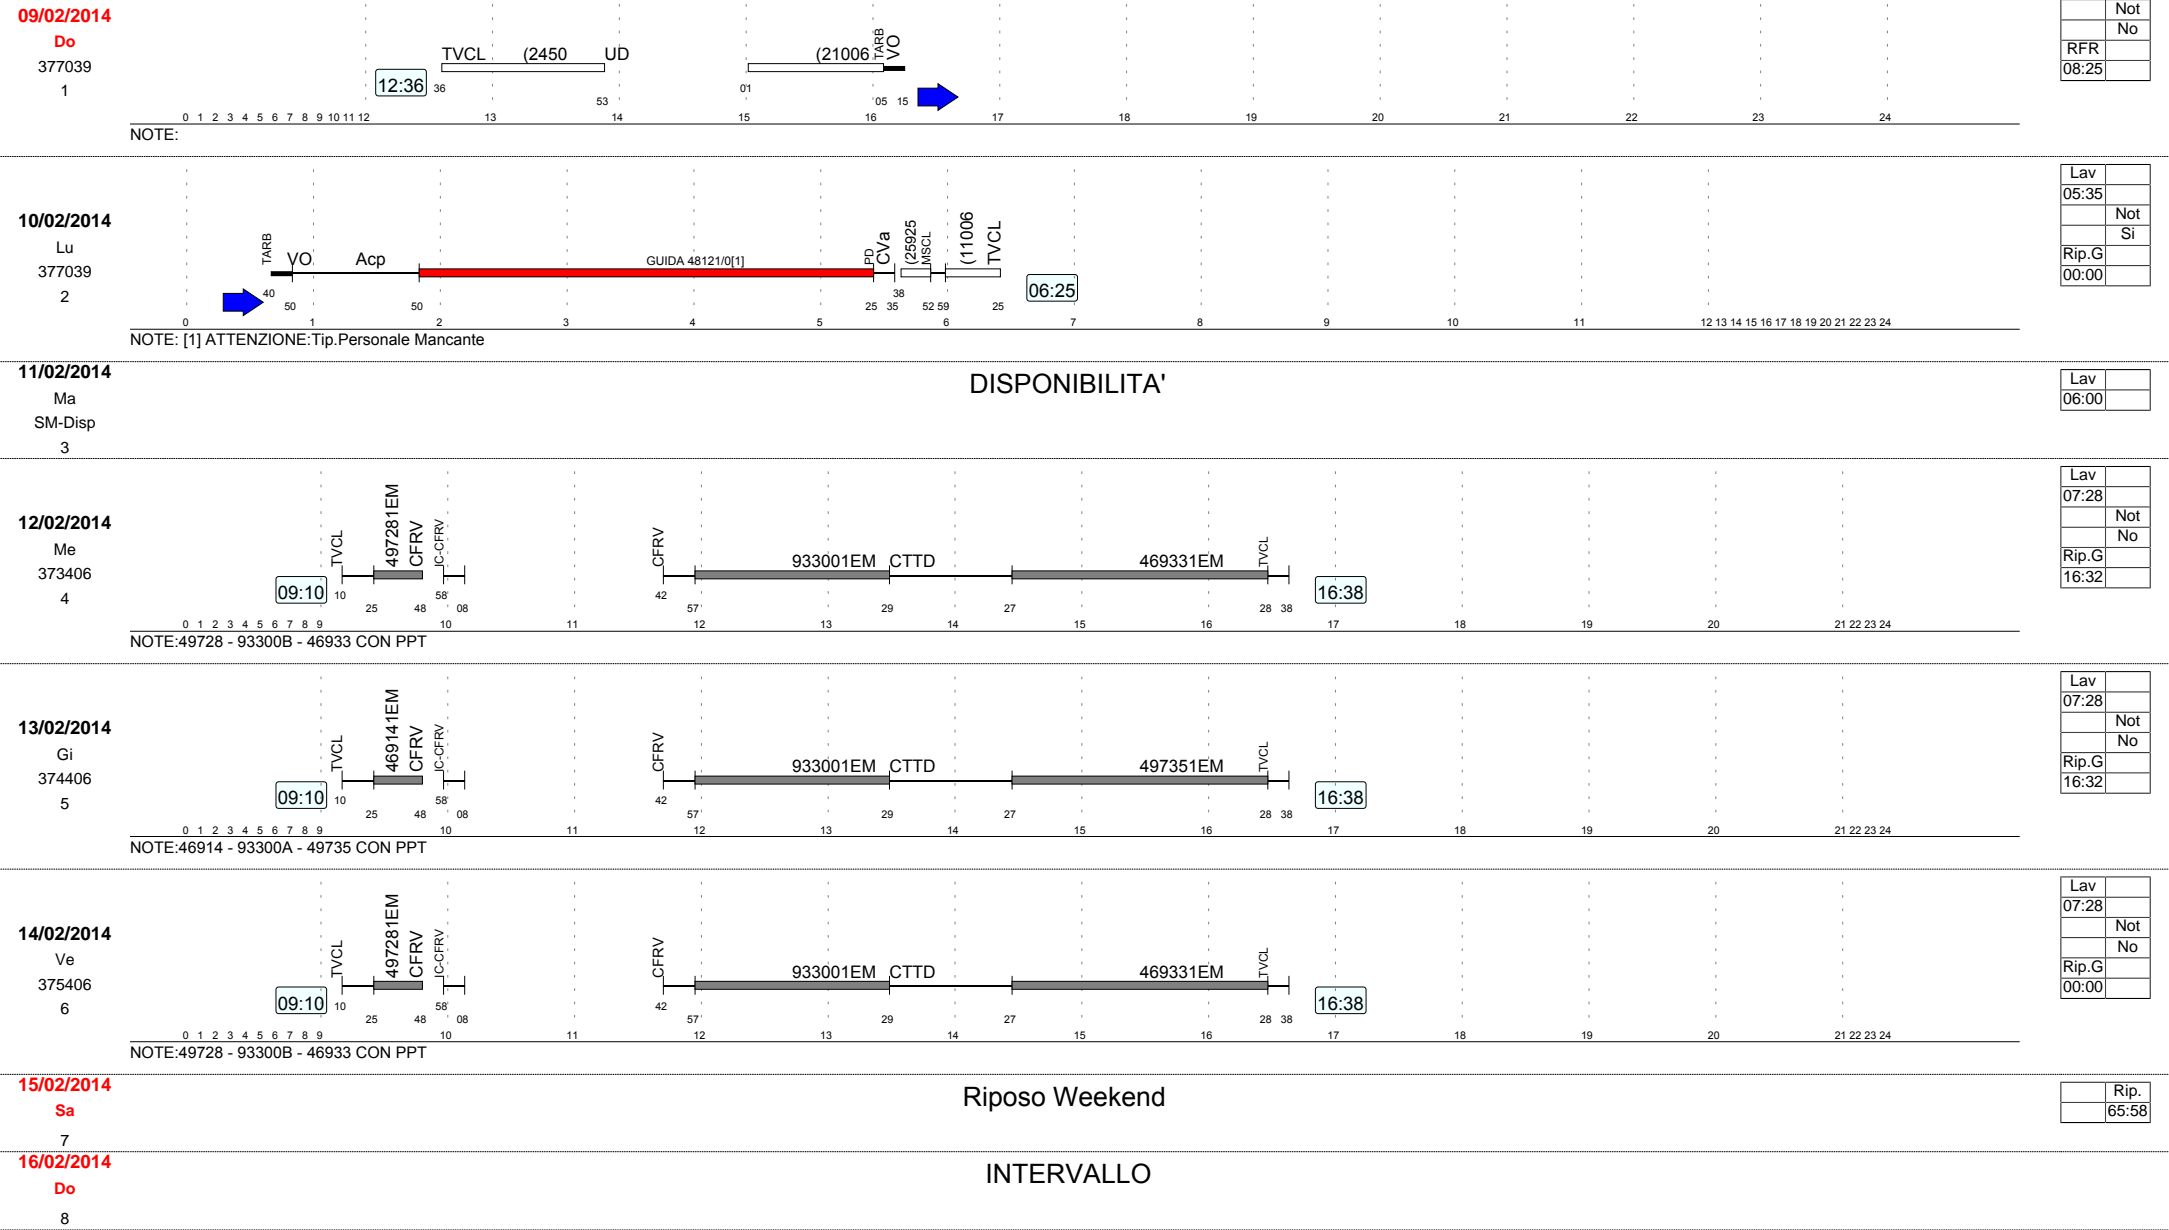 09/02/2014
Do
377039
1
12:36
TVCL (2450 UD (21006 TARB VO
36 53 01 05 15
0 1 2 3 4 5 6 7 8 9 10 11 12 13 14 15 16 17 18 19 20 21 22 23 24
NOTE:
Not
No
RFR
08:25
10/02/2014
Lu
377039
2
TARB VO Acp GUIDA 48121/0[1] PD CVa (25925 MSCL (11006 TVCL
40 50 50 25 35 38 52 59 25
06:25
0 1 2 3 4 5 6 7 8 9 10 11 12 13 14 15 16 17 18 19 20 21 22 23 24
NOTE: [1] ATTENZIONE:Tip.Personale Mancante
Lav
05:35
Not
Si
Rip.G
00:00
11/02/2014
Ma
SM-Disp
3
DISPONIBILITA'
Lav
06:00
12/02/2014
Me
373406
4
09:10
TVCL 497281EM CFRV IC-CFRV CFRV 933001EM CTTD 469331EM TVCL
10 25 48 58 08 42 57 29 27 28 38
16:38
0 1 2 3 4 5 6 7 8 9 10 11 12 13 14 15 16 17 18 19 20 21 22 23 24
NOTE:49728 - 93300B - 46933 CON PPT
Lav
07:28
Not
No
Rip.G
16:32
13/02/2014
Gi
374406
5
09:10
TVCL 469141EM CFRV IC-CFRV CFRV 933001EM CTTD 497351EM TVCL
10 25 48 58 08 42 57 29 27 28 38
16:38
0 1 2 3 4 5 6 7 8 9 10 11 12 13 14 15 16 17 18 19 20 21 22 23 24
NOTE:46914 - 93300A - 49735 CON PPT
Lav
07:28
Not
No
Rip.G
16:32
14/02/2014
Ve
375406
6
09:10
TVCL 497281EM CFRV IC-CFRV CFRV 933001EM CTTD 469331EM TVCL
10 25 48 58 08 42 57 29 27 28 38
16:38
0 1 2 3 4 5 6 7 8 9 10 11 12 13 14 15 16 17 18 19 20 21 22 23 24
NOTE:49728 - 93300B - 46933 CON PPT
Lav
07:28
Not
No
Rip.G
00:00
15/02/2014
Sa
7
Riposo Weekend
Rip.
65:58
16/02/2014
Do
8
INTERVALLO